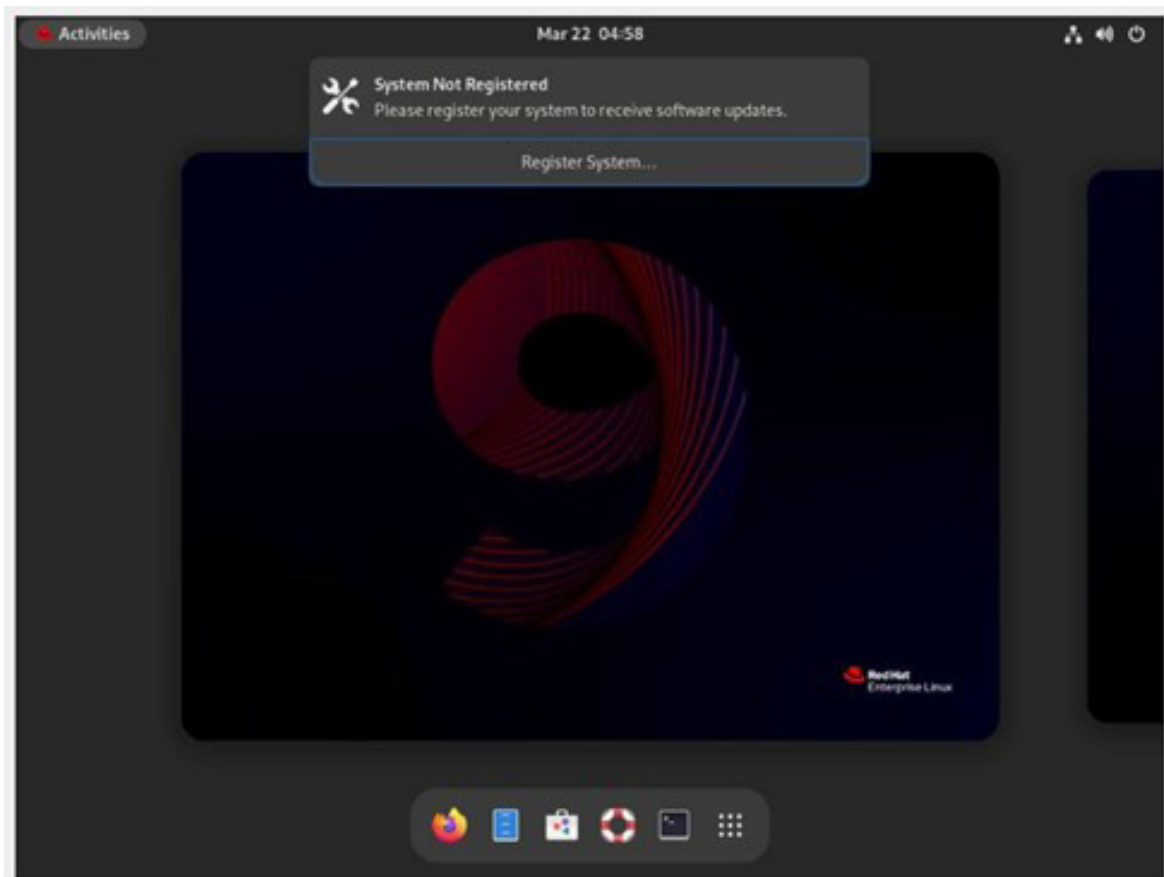 Activities
Mar 22 04:58
System Not Registered
Please register your system to receive software updates.
Register System...
9
Red Hat
Enterprise Linux